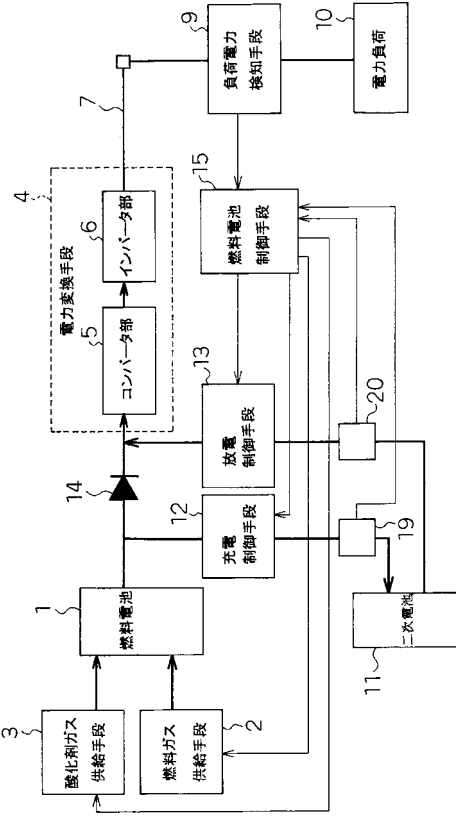 3
酸化剤ガス
供給手段
燃料ガス
供給手段
2
1
燃料電池
14
電力変換手段
4
コンバータ部
5
インバータ部
6
7
12
充電
制御手段
13
放電
制御手段
15
燃料電池
制御手段
9
負荷電力
検知手段
10
電力負荷
11
二次電池
19
20